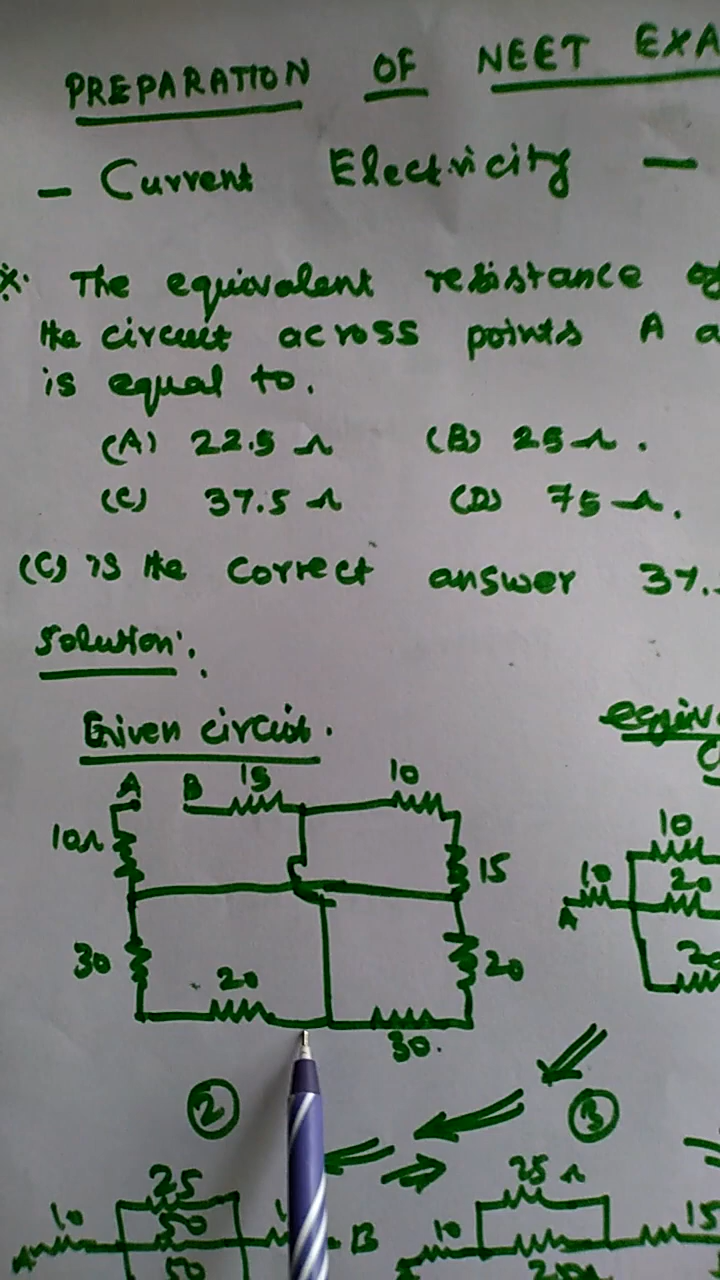 PREPARATION OF NEET EXA
- Current Electricity -
※. The equivalent resistance of
the circuit across points A a
is equal to.
(A) 22.5 Ω (B) 25 Ω.
(C) 37.5 Ω (D) 75 Ω.
(C) is the correct answer 37.
Solution:.
Given circuit. equiv
A B 15 10
10Ω 15
30 20 20
30.
10
10 20
A 20
② ③
25 25 Ω
10 50 B 10 15
A 50